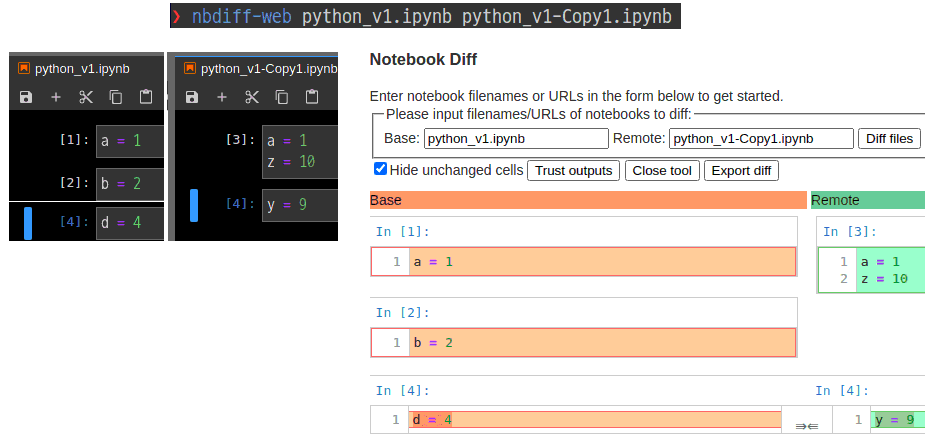 ❯ nbdiff-web python_v1.ipynb python_v1-Copy1.ipynb
python_v1.ipynb
[1]: a = 1
[2]: b = 2
[4]: d = 4
python_v1-Copy1.ipynb
[3]: a = 1
z = 10
[4]: y = 9
Notebook Diff
Enter notebook filenames or URLs in the form below to get started.
Please input filenames/URLs of notebooks to diff:
Base: python_v1.ipynb Remote: python_v1-Copy1.ipynb Diff files
Hide unchanged cells Trust outputs Close tool Export diff
Base Remote
In [1]: In [3]:
1 a = 1 1 a = 1
2 z = 10
In [2]:
1 b = 2
In [4]: In [4]:
1 d = 4 1 y = 9